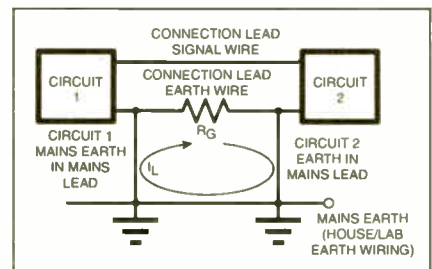 CONNECTION LEAD
SIGNAL WIRE
CIRCUIT
1
CONNECTION LEAD
EARTH WIRE
CIRCUIT
2
RG
CIRCUIT 1
MAINS EARTH
IN MAINS
LEAD
IL
CIRCUIT 2
EARTH IN
MAINS LEAD
MAINS EARTH
(HOUSE/LAB
EARTH WIRING)